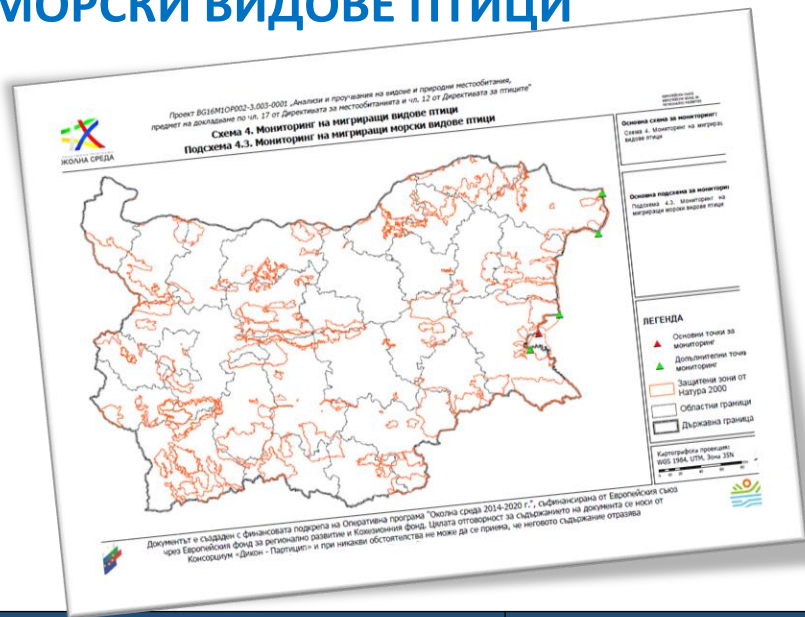 МОРСКИ ВИДОВЕ ПТИЦИ
Проект BG16M1OP002-3.003-0001 „Анализи и проучвания на видове и природни местообитания,
предмет на докладване по чл. 17 от Директивата за местообитанията и чл. 12 от Директивата за птиците"
Схема 4. Мониторинг на мигриращи видове птици
Подсхема 4.3. Мониторинг на мигриращи морски видове птици
ЖОЛНА СРЕДА
Основна схема за мониторинг:
Схема 4. Мониторинг на мигриращ
видове птици
Основна подсхема за мониторин
Подсхема 4.3. Мониторинг на
мигриращи морски видове птици
ЛЕГЕНДА
Основни точки за
мониторинг
Допълнителни точки
мониторинг
Защитени зони от
Натура 2000
Областни граници
Държавна граница
Картографска проекция:
WGS 1984, UTM, Зона 35N
Документът е създаден с финансовата подкрепа на Оперативна програма "Околна среда 2014-2020 г.", съфинансирана от Европейския съюз
чрез Европейския фонд за регионално развитие и Кохезионния фонд. Цялата отговорност за съдържанието на документа се носи от
Консорциум «Дикон - Партицип» и при никакви обстоятелства не може да се приема, че неговото съдържание отразява